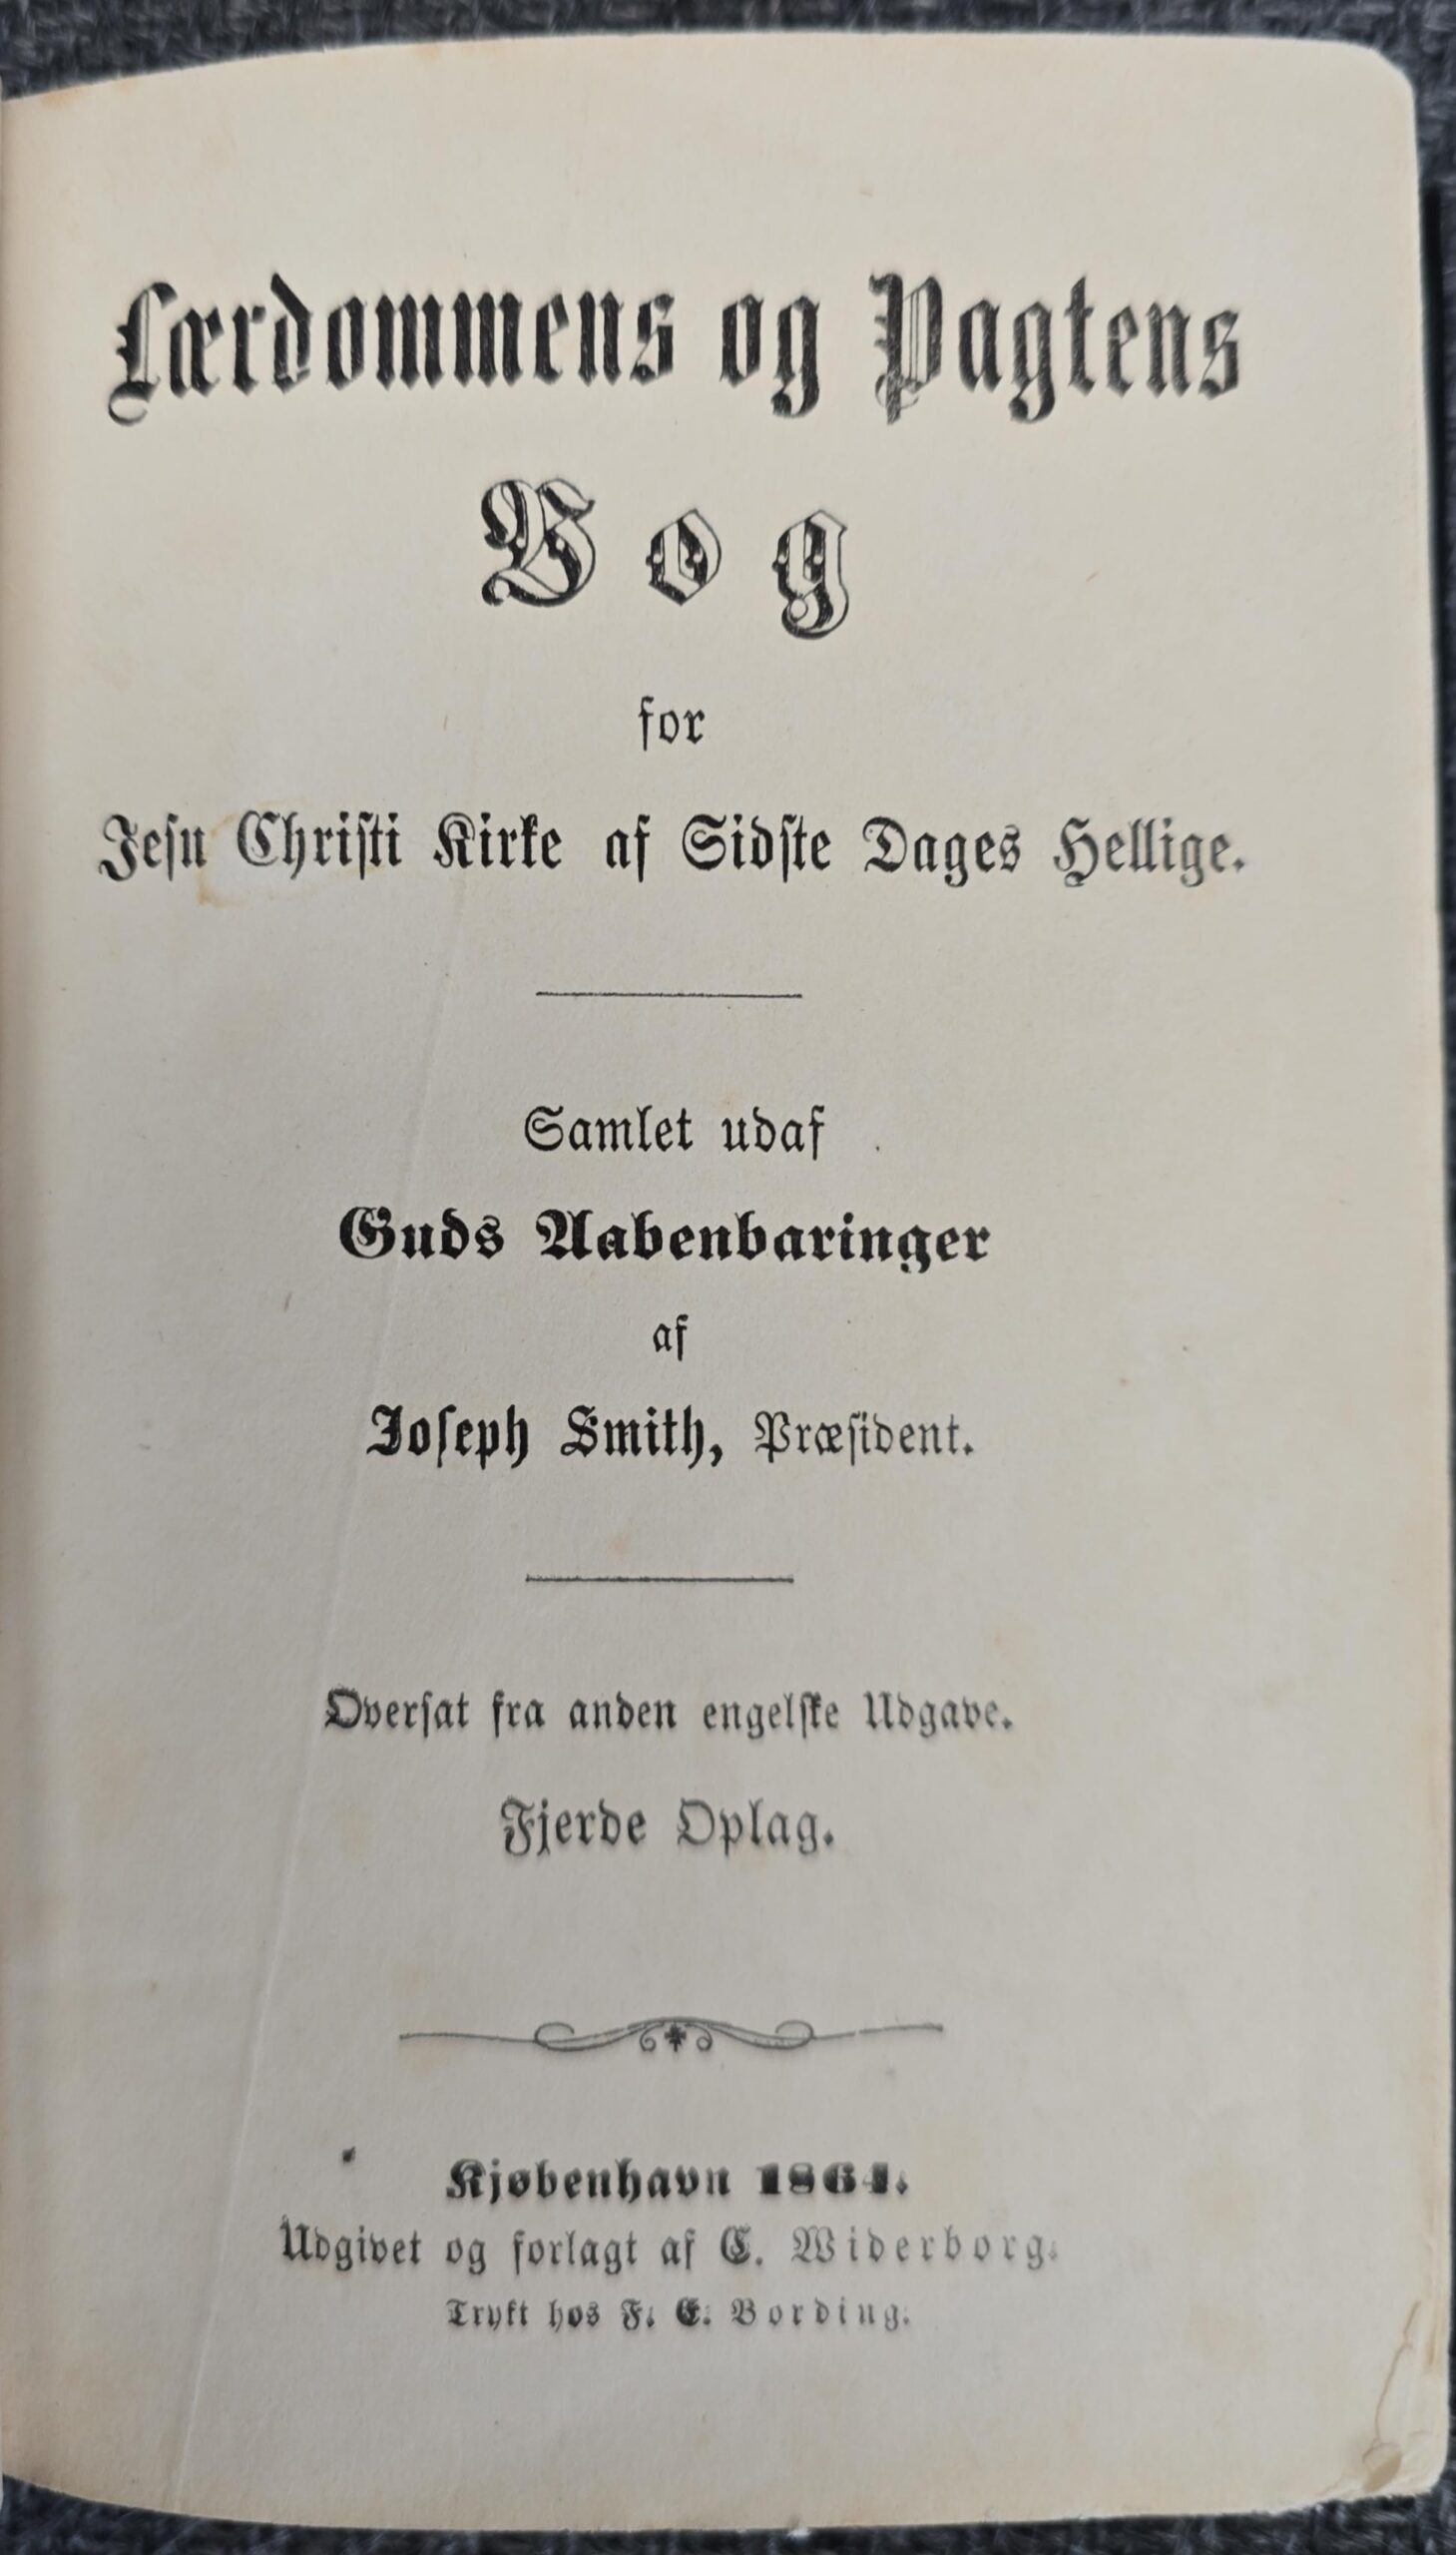 Lærdommens og Pagtens
Bog
for
Jesu Christi Kirke af Sidste Dages Hellige.
Samlet udaf
Guds Aabenbaringer
af
Joseph Smith, Præsident.
Oversat fra anden engelske Udgave.
Fjerde Oplag.
Kjøbenhavn 1864.
Udgivet og forlagt af C. Widerborg.
Trykt hos F. E. Bording.